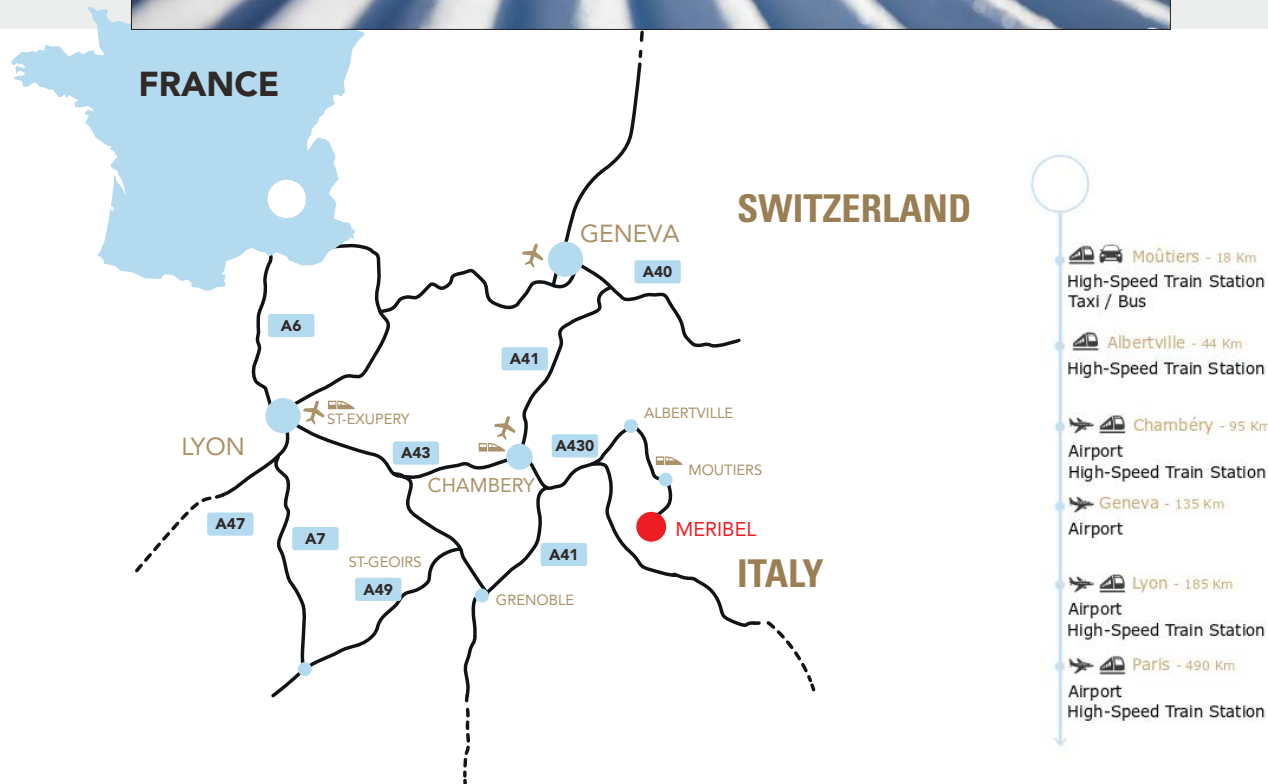 FRANCE
SWITZERLAND
GENEVA
A40
A6
A41
ST-EXUPERY
ALBERTVILLE
LYON
A43
A430
MOUTIERS
CHAMBERY
A47
MERIBEL
A7
A41
ST-GEOIRS
ITALY
A49
GRENOBLE
Moûtiers - 18 Km
High-Speed Train Station
Taxi / Bus
Albertville - 44 Km
High-Speed Train Station
Chambéry - 95 Km
Airport
High-Speed Train Station
Geneva - 135 Km
Airport
Lyon - 185 Km
Airport
High-Speed Train Station
Paris - 490 Km
Airport
High-Speed Train Station